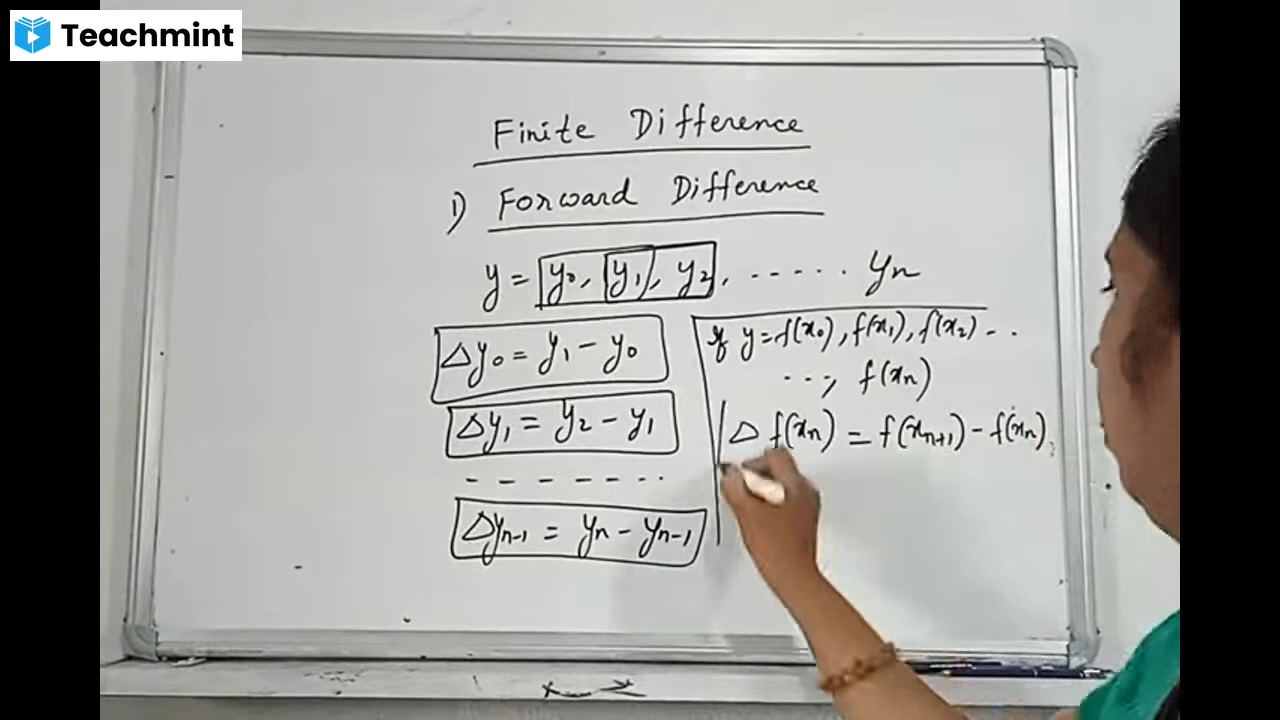 Teachmint
Finite Difference
1) Forward Difference
y = y₀, y₁, y₂, ..... yₙ
Δy₀ = y₁ - y₀
Δy₁ = y₂ - y₁
- - - - - - -
Δyₙ₋₁ = yₙ - yₙ₋₁
If y = f(x₀), f(x₁), f(x₂) ..
..., f(xₙ)
Δ f(xₙ) = f(xₙ₊₁) - f(xₙ),